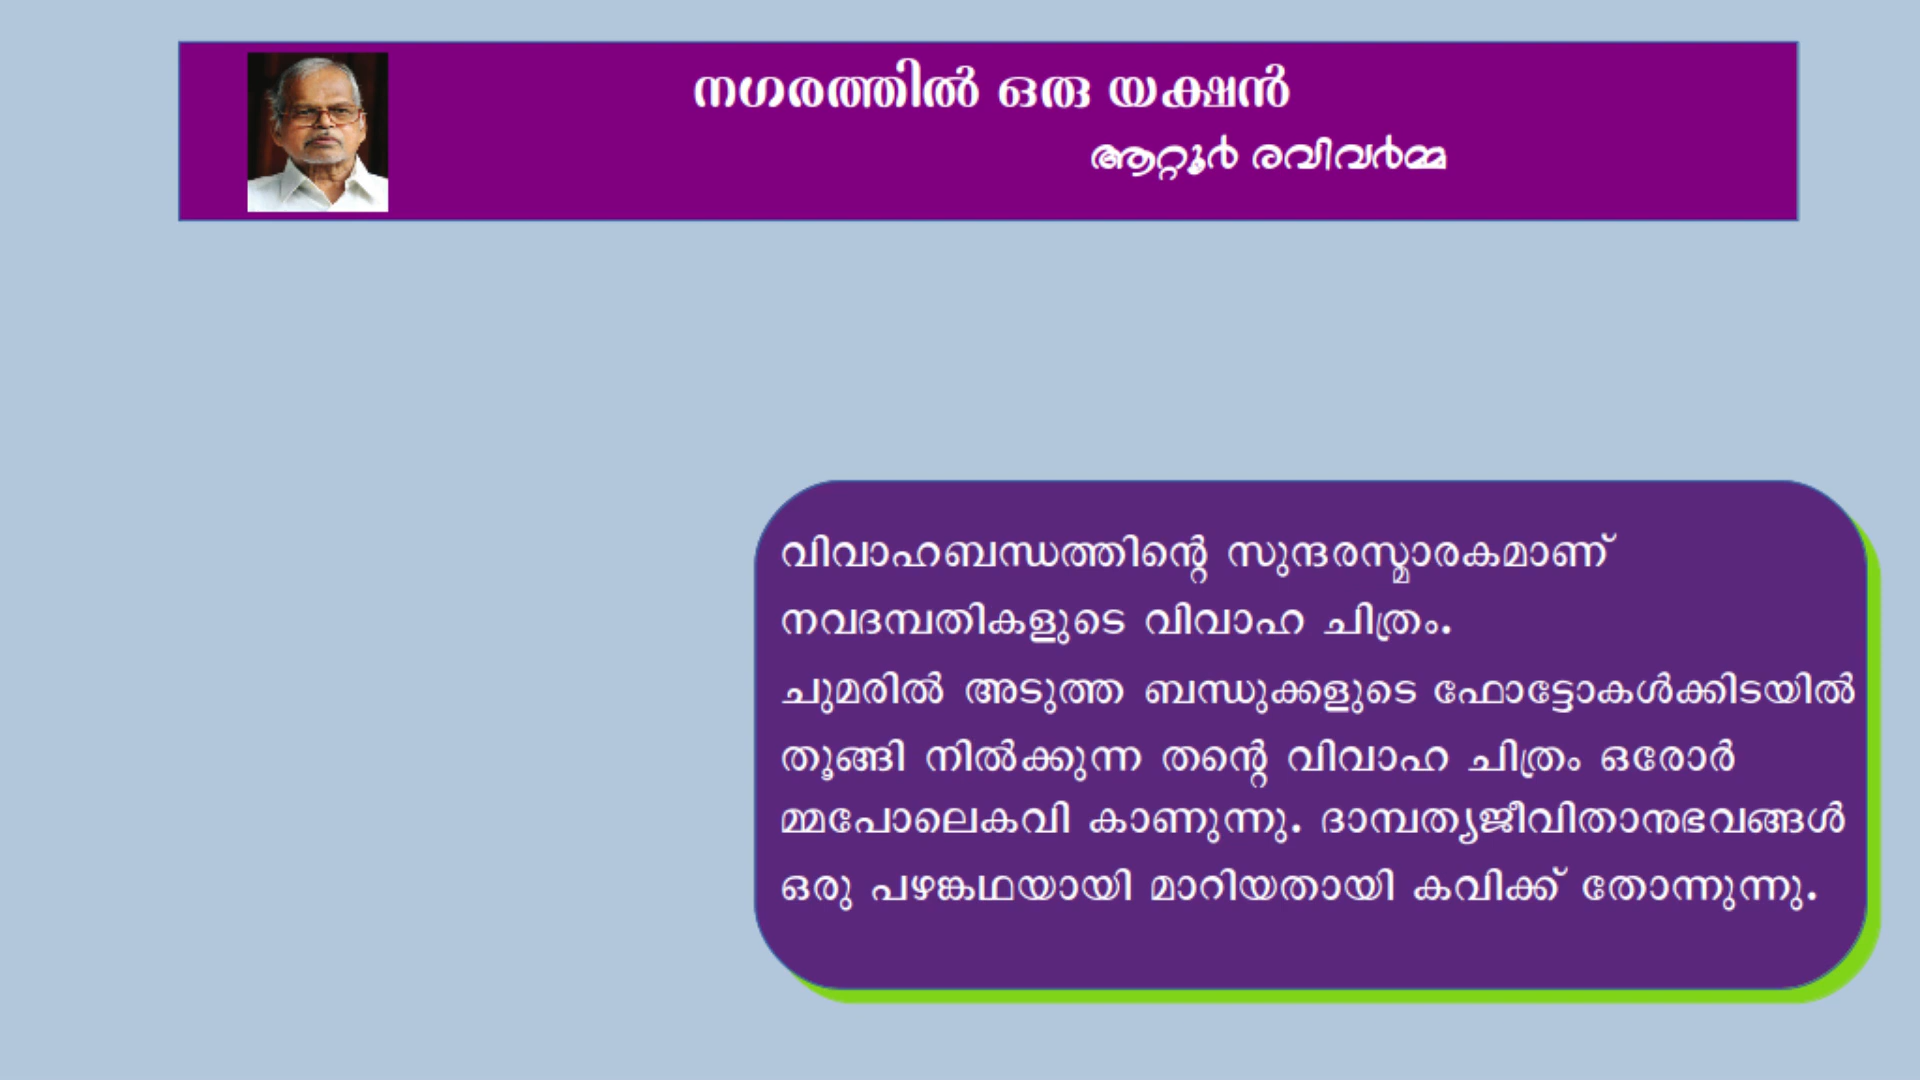 നഗരത്തിൽ ഒരു യക്ഷൻ
ആറ്റൂർ രവിവർമ്മ
വിവാഹബന്ധത്തിന്റെ സുന്ദരസ്മാരകമാണ്
നവദമ്പതികളുടെ വിവാഹ ചിത്രം.
ചുമരിൽ അടുത്ത ബന്ധുക്കളുടെ ഫോട്ടോകൾക്കിടയിൽ
തൂങ്ങി നിൽക്കുന്ന തന്റെ വിവാഹ ചിത്രം ഒരോർ
മ്മപോലെകവി കാണുന്നു. ദാമ്പത്യജീവിതാനുഭവങ്ങൾ
ഒരു പഴങ്കഥയായി മാറിയതായി കവിക്ക് തോന്നുന്നു.